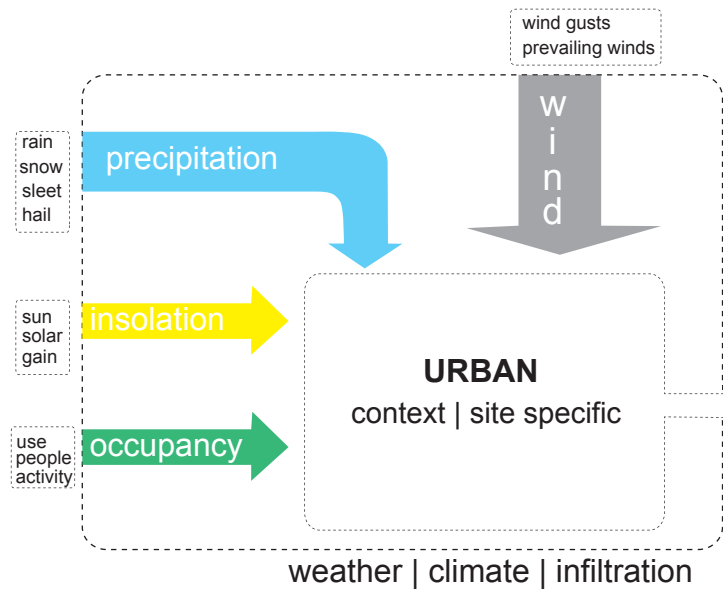 wind gusts
prevailing winds
wind
rain
snow
sleet
hail
precipitation
sun
solar
gain
insolation
use
people
activity
occupancy
URBAN
context | site specific
weather | climate | infiltration